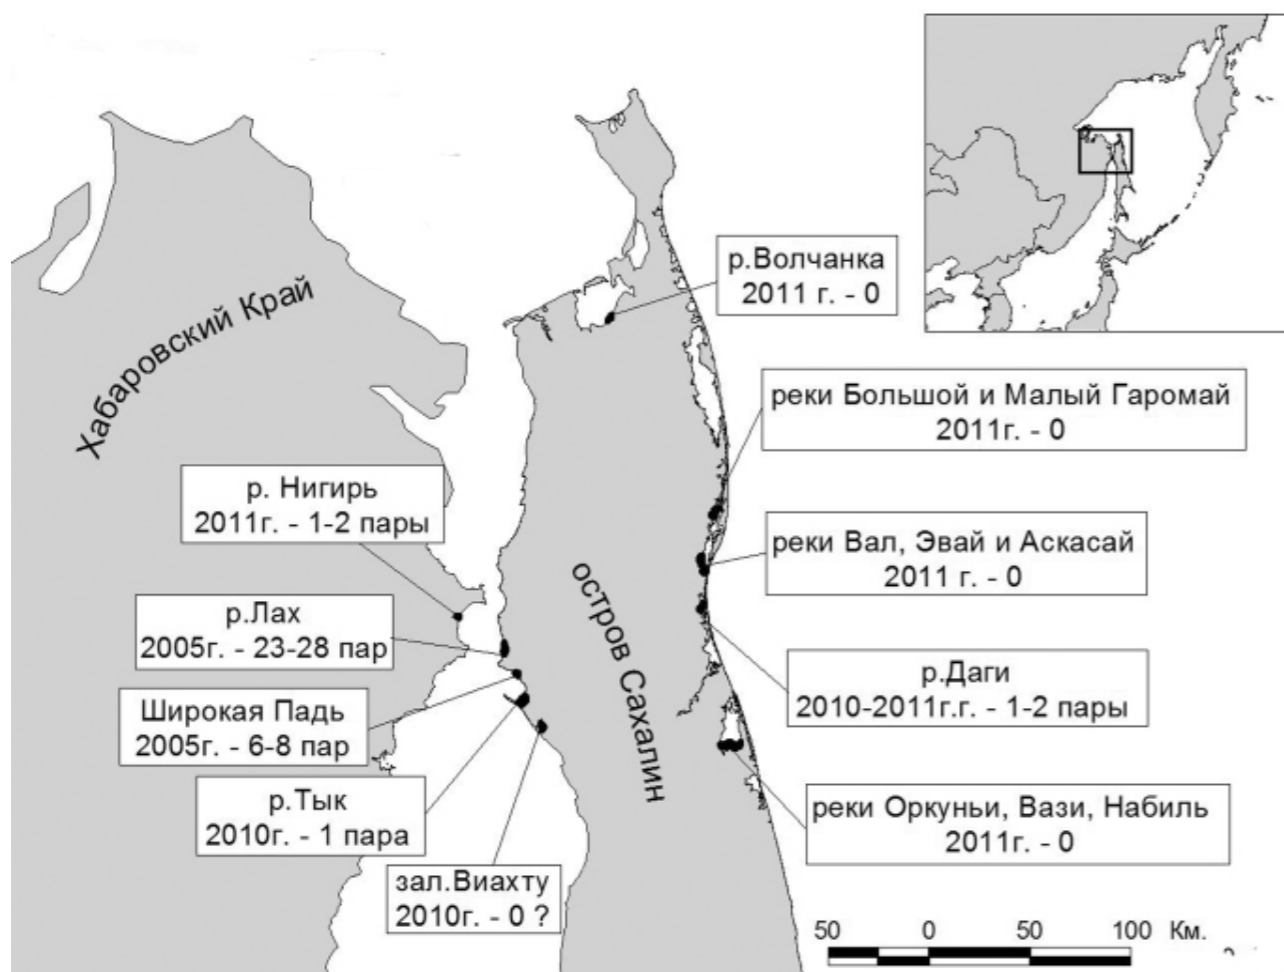 р.Волчанка
2011 г. - 0
Хабаровский Край
реки Большой и Малый Гаромай
2011г. - 0
р. Нигирь
2011г. - 1-2 пары
реки Вал, Эвай и Аскасай
2011 г. - 0
остров Сахалин
р.Лах
2005г. - 23-28 пар
р.Даги
2010-2011г.г. - 1-2 пары
Широкая Падь
2005г. - 6-8 пар
р.Тык
2010г. - 1 пара
реки Оркуньи, Вази, Набиль
2011г. - 0
зал.Виахту
2010г. - 0 ?
50 0 50 100 Км.